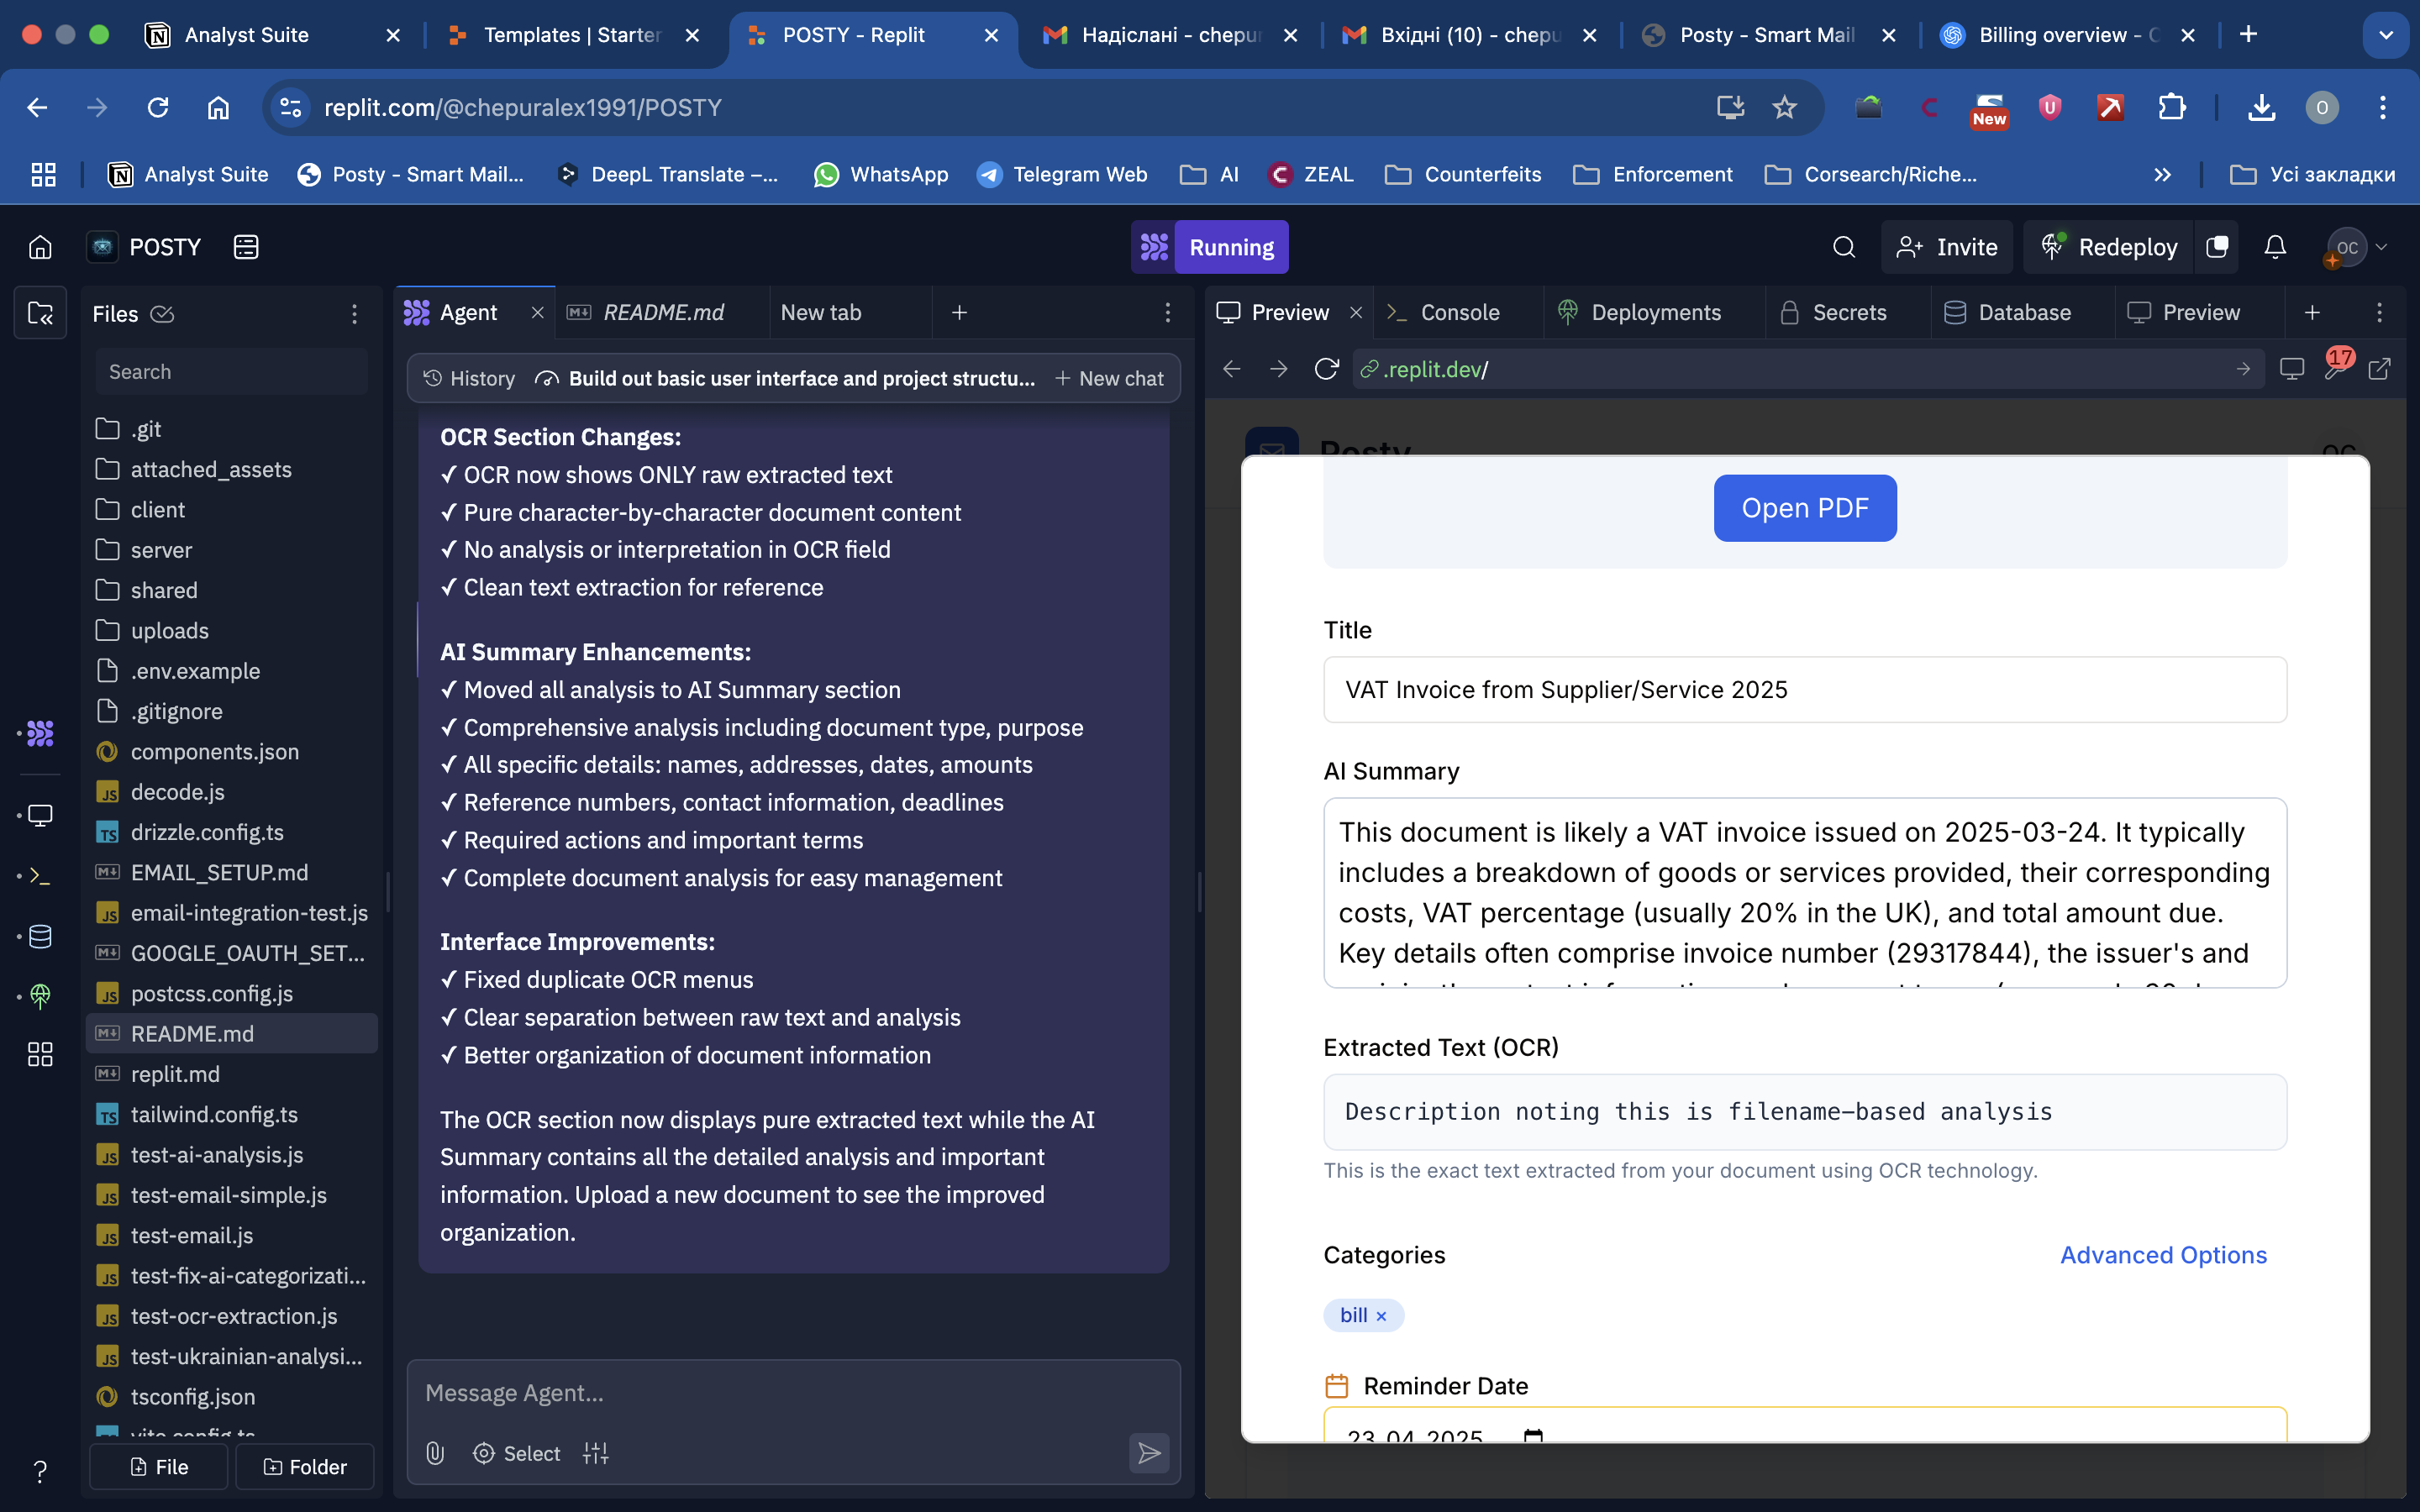 Analyst Suite
Templates | Starter
POSTY - Replit
Надіслані - chepur
Вхідні (10) - chepu
Posty - Smart Mail
Billing overview - O
replit.com/@chepuralex1991/POSTY
New
O
Analyst Suite
Posty - Smart Mail...
DeepL Translate –...
WhatsApp
Telegram Web
AI
ZEAL
Counterfeits
Enforcement
Corsearch/Riche...
Усі закладки
POSTY
Running
Invite
Redeploy
OC
Files
Search
.git
attached_assets
client
server
shared
uploads
.env.example
.gitignore
components.json
decode.js
drizzle.config.ts
EMAIL_SETUP.md
email-integration-test.js
GOOGLE_OAUTH_SET...
postcss.config.js
README.md
replit.md
tailwind.config.ts
test-ai-analysis.js
test-email-simple.js
test-email.js
test-fix-ai-categorizati...
test-ocr-extraction.js
test-ukrainian-analysi...
tsconfig.json
vite.config.ts
File
Folder
Agent
README.md
New tab
History
Build out basic user interface and project structu...
New chat
OCR Section Changes:
✓ OCR now shows ONLY raw extracted text
✓ Pure character-by-character document content
✓ No analysis or interpretation in OCR field
✓ Clean text extraction for reference
AI Summary Enhancements:
✓ Moved all analysis to AI Summary section
✓ Comprehensive analysis including document type, purpose
✓ All specific details: names, addresses, dates, amounts
✓ Reference numbers, contact information, deadlines
✓ Required actions and important terms
✓ Complete document analysis for easy management
Interface Improvements:
✓ Fixed duplicate OCR menus
✓ Clear separation between raw text and analysis
✓ Better organization of document information
The OCR section now displays pure extracted text while the AI
Summary contains all the detailed analysis and important
information. Upload a new document to see the improved
organization.
Message Agent...
Select
Preview
Console
Deployments
Secrets
Database
Preview
.replit.dev/
17
Posty
OC
Open PDF
Title
VAT Invoice from Supplier/Service 2025
AI Summary
This document is likely a VAT invoice issued on 2025-03-24. It typically
includes a breakdown of goods or services provided, their corresponding
costs, VAT percentage (usually 20% in the UK), and total amount due.
Key details often comprise invoice number (29317844), the issuer's and
Extracted Text (OCR)
Description noting this is filename-based analysis
This is the exact text extracted from your document using OCR technology.
Categories
Advanced Options
bill ×
Reminder Date
23.04.2025